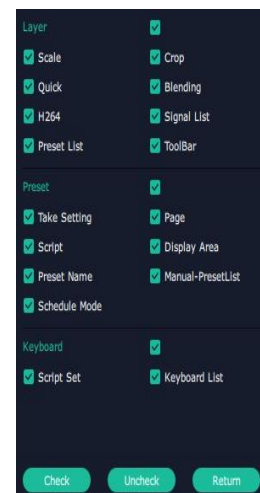 Layer
Scale Crop
Quick Blending
H264 Signal List
Preset List ToolBar
Preset
Take Setting Page
Script Display Area
Preset Name Manual-PresetList
Schedule Mode
Keyboard
Script Set Keyboard List
Check Uncheck Return